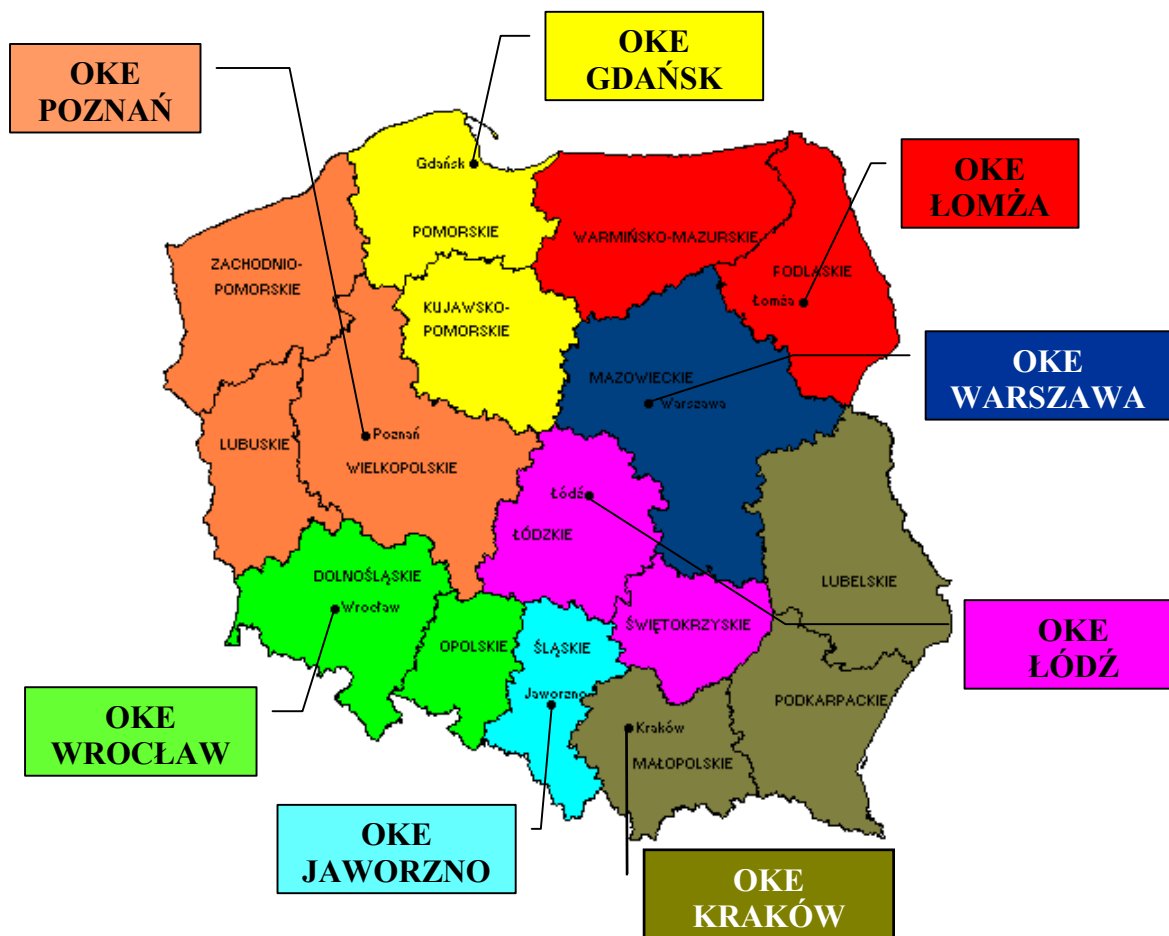 OKE
GDAŃSK
OKE
POZNAŃ
OKE
ŁOMŻA
Gdańsk
POMORSKIE
WARMIŃSKO-MAZURSKIE
ZACHODNIO-
POMORSKIE
PODLASKIE
Łomża
KUJAWSKO-
POMORSKIE
OKE
WARSZAWA
MAZOWIECKIE
Warszawa
LUBUSKIE
Poznań
WIELKOPOLSKIE
Łódź
ŁÓDZKIE
LUBELSKIE
DOLNOŚLĄSKIE
Wrocław
ŚWIĘTOKRZYSKIE
OKE
ŁÓDŹ
OPOLSKIE
ŚLĄSKIE
Jaworzno
PODKARPACKIE
OKE
WROCŁAW
Kraków
MAŁOPOLSKIE
OKE
JAWORZNO
OKE
KRAKÓW